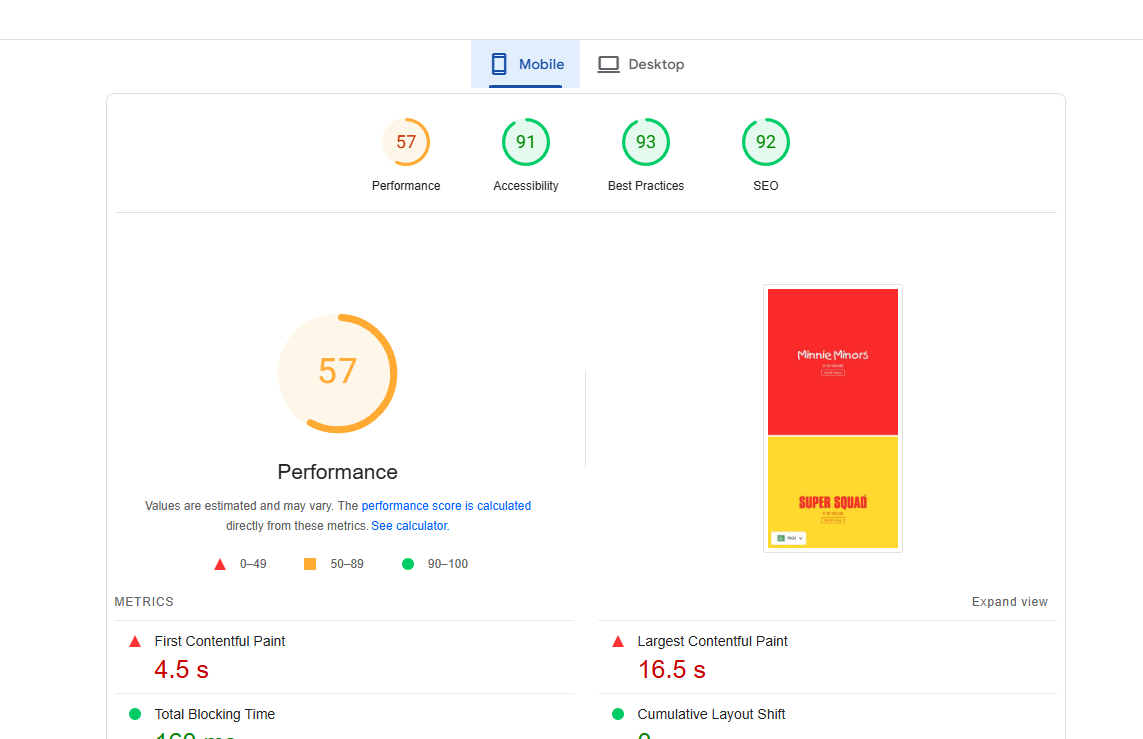 Mobile
Desktop
57
91
93
92
Performance
Accessibility
Best Practices
SEO
57
Performance
Values are estimated and may vary. The performance score is calculated
directly from these metrics. See calculator.
0–49
50–89
90–100
Minnie Minors
SUPER SQUAD
PKR
METRICS
Expand view
First Contentful Paint
4.5 s
Largest Contentful Paint
16.5 s
Total Blocking Time
Cumulative Layout Shift
0